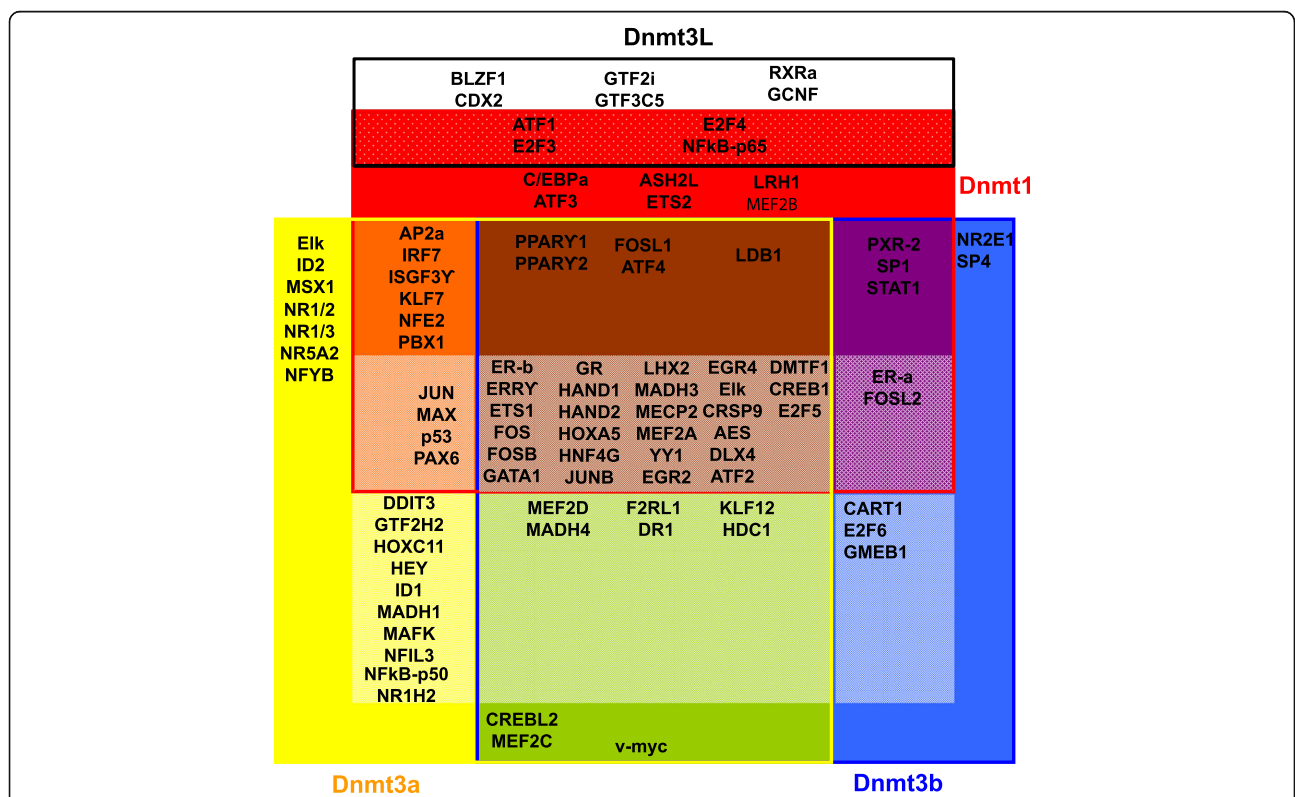 Dnmt3L
BLZF1 GTF2i RXRa
CDX2 GTF3C5 GCNF
ATF1 E2F4
E2F3 NFkB-p65
C/EBPa ASH2L LRH1
ATF3 ETS2 MEF2B
Dnmt1
Elk
ID2
MSX1
NR1/2
NR1/3
NR5A2
NFYB
AP2a
IRF7
ISGF3ϒ
KLF7
NFE2
PBX1
PPARϒ1 FOSL1 LDB1
PPARϒ2 ATF4
PXR-2
SP1
STAT1
NR2E1
SP4
JUN
MAX
p53
PAX6
ER-b GR LHX2 EGR4 DMTF1
ERRϒ HAND1 MADH3 Elk CREB1
ETS1 HAND2 MECP2 CRSP9 E2F5
FOS HOXA5 MEF2A AES
FOSB HNF4G YY1 DLX4
GATA1 JUNB EGR2 ATF2
ER-a
FOSL2
DDIT3
GTF2H2
HOXC11
HEY
ID1
MADH1
MAFK
NFIL3
NFkB-p50
NR1H2
MEF2D F2RL1 KLF12
MADH4 DR1 HDC1
CART1
E2F6
GMEB1
CREBL2
MEF2C v-myc
Dnmt3a Dnmt3b